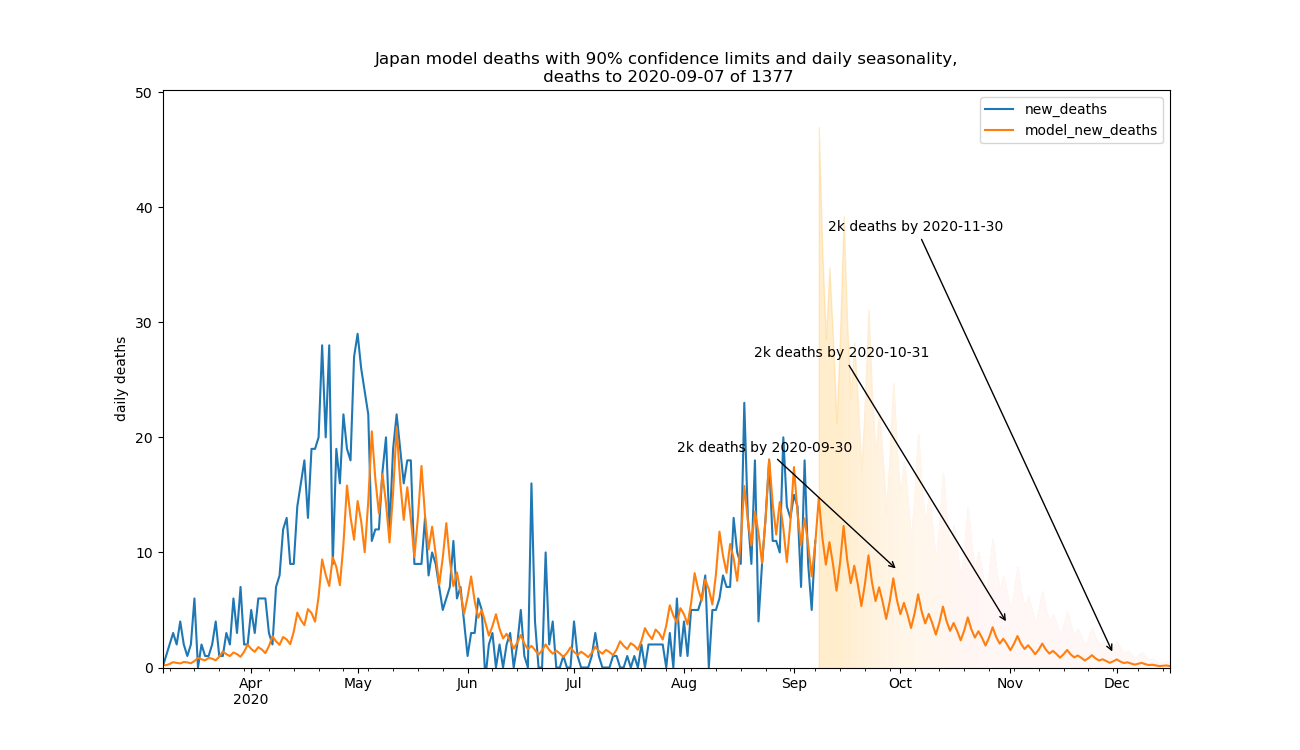 Japan model deaths with 90% confidence limits and daily seasonality,
deaths to 2020-09-07 of 1377
50
new_deaths
model_new_deaths
40
2k deaths by 2020-11-30
30
2k deaths by 2020-10-31
daily deaths
20
2k deaths by 2020-09-30
10
0
Apr May Jun Jul Aug Sep Oct Nov Dec
2020